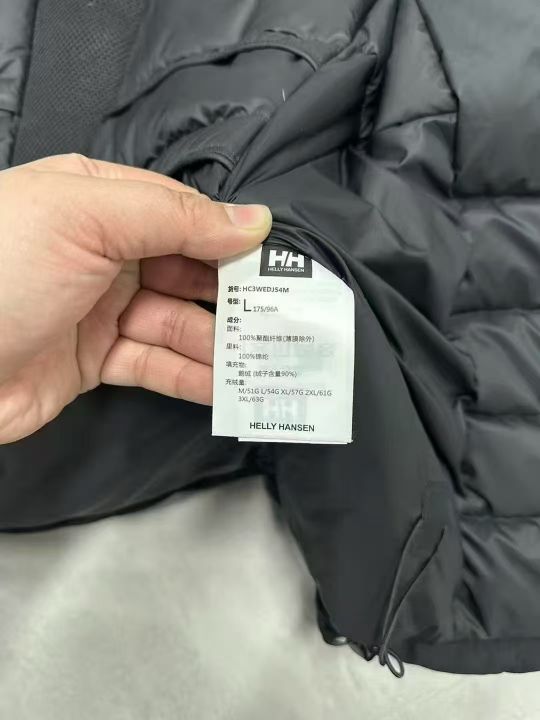 HH
HELLY HANSEN
货号: HC3WEDJ54M
号型: L 175/96A
成分:
面料:
100%聚酯纤维(薄膜除外)
里料:
100%锦纶
填充物:
鹅绒 (绒子含量90%)
充绒量:
M/51G L/54G XL/57G 2XL/61G
3XL/63G
HELLY HANSEN